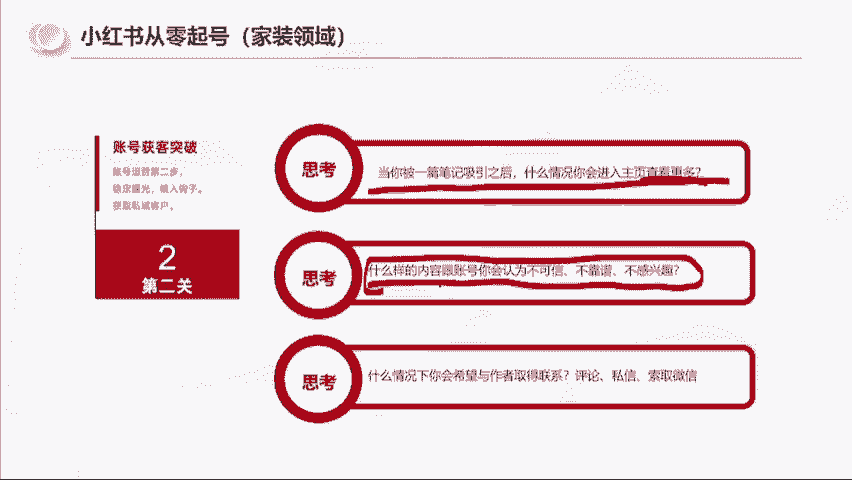 小红书从零起号（家装领域）
账号获客突破
账号运营第二步，
稳定曝光，植入钩子。
获取私域客户。
2
第二关
思考
当你被一篇笔记吸引之后，什么情况你会进入主页查看更多？
思考
什么样的内容跟账号你会认为不可信、不靠谱、不感兴趣？
思考
什么情况下你会希望与作者取得联系？评论、私信、索取微信